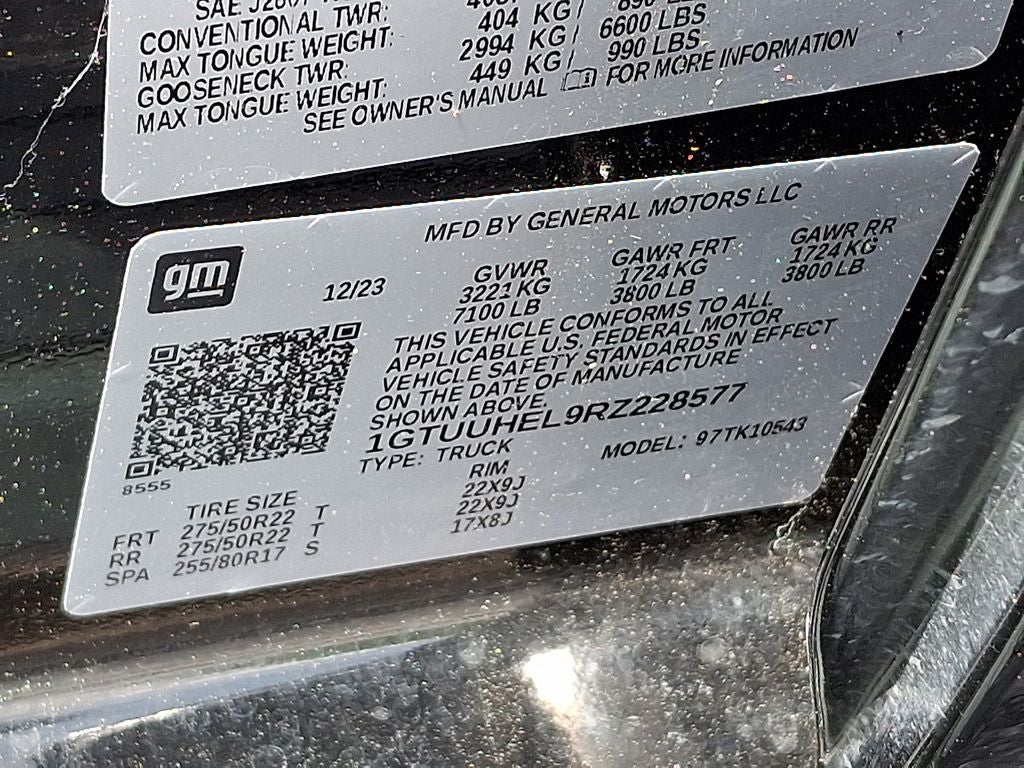 SAE
CONVENTIONAL TWR:
MAX TONGUE WEIGHT: 404 KG/
GOOSENECK TWR: 2994 KG/ 6600 LBS
MAX TONGUE WEIGHT: 449 KG/ 990 LBS
SEE OWNER'S MANUAL FOR MORE INFORMATION
MFD BY GENERAL MOTORS LLC
gm
12/23 GVWR GAWR FRT GAWR RR
3221 KG 1724 KG 1724 KG
7100 LB 3800 LB 3800 LB
THIS VEHICLE CONFORMS TO ALL
APPLICABLE U.S. FEDERAL MOTOR
VEHICLE SAFETY STANDARDS IN EFFECT
ON THE DATE OF MANUFACTURE
SHOWN ABOVE.
1GTUUHEL9RZ228577
TYPE: TRUCK MODEL: 97TK10543
8555
TIRE SIZE RIM
FRT 275/50R22 T 22X9J
RR 275/50R22 T 22X9J
SPA 255/80R17 S 17X8J